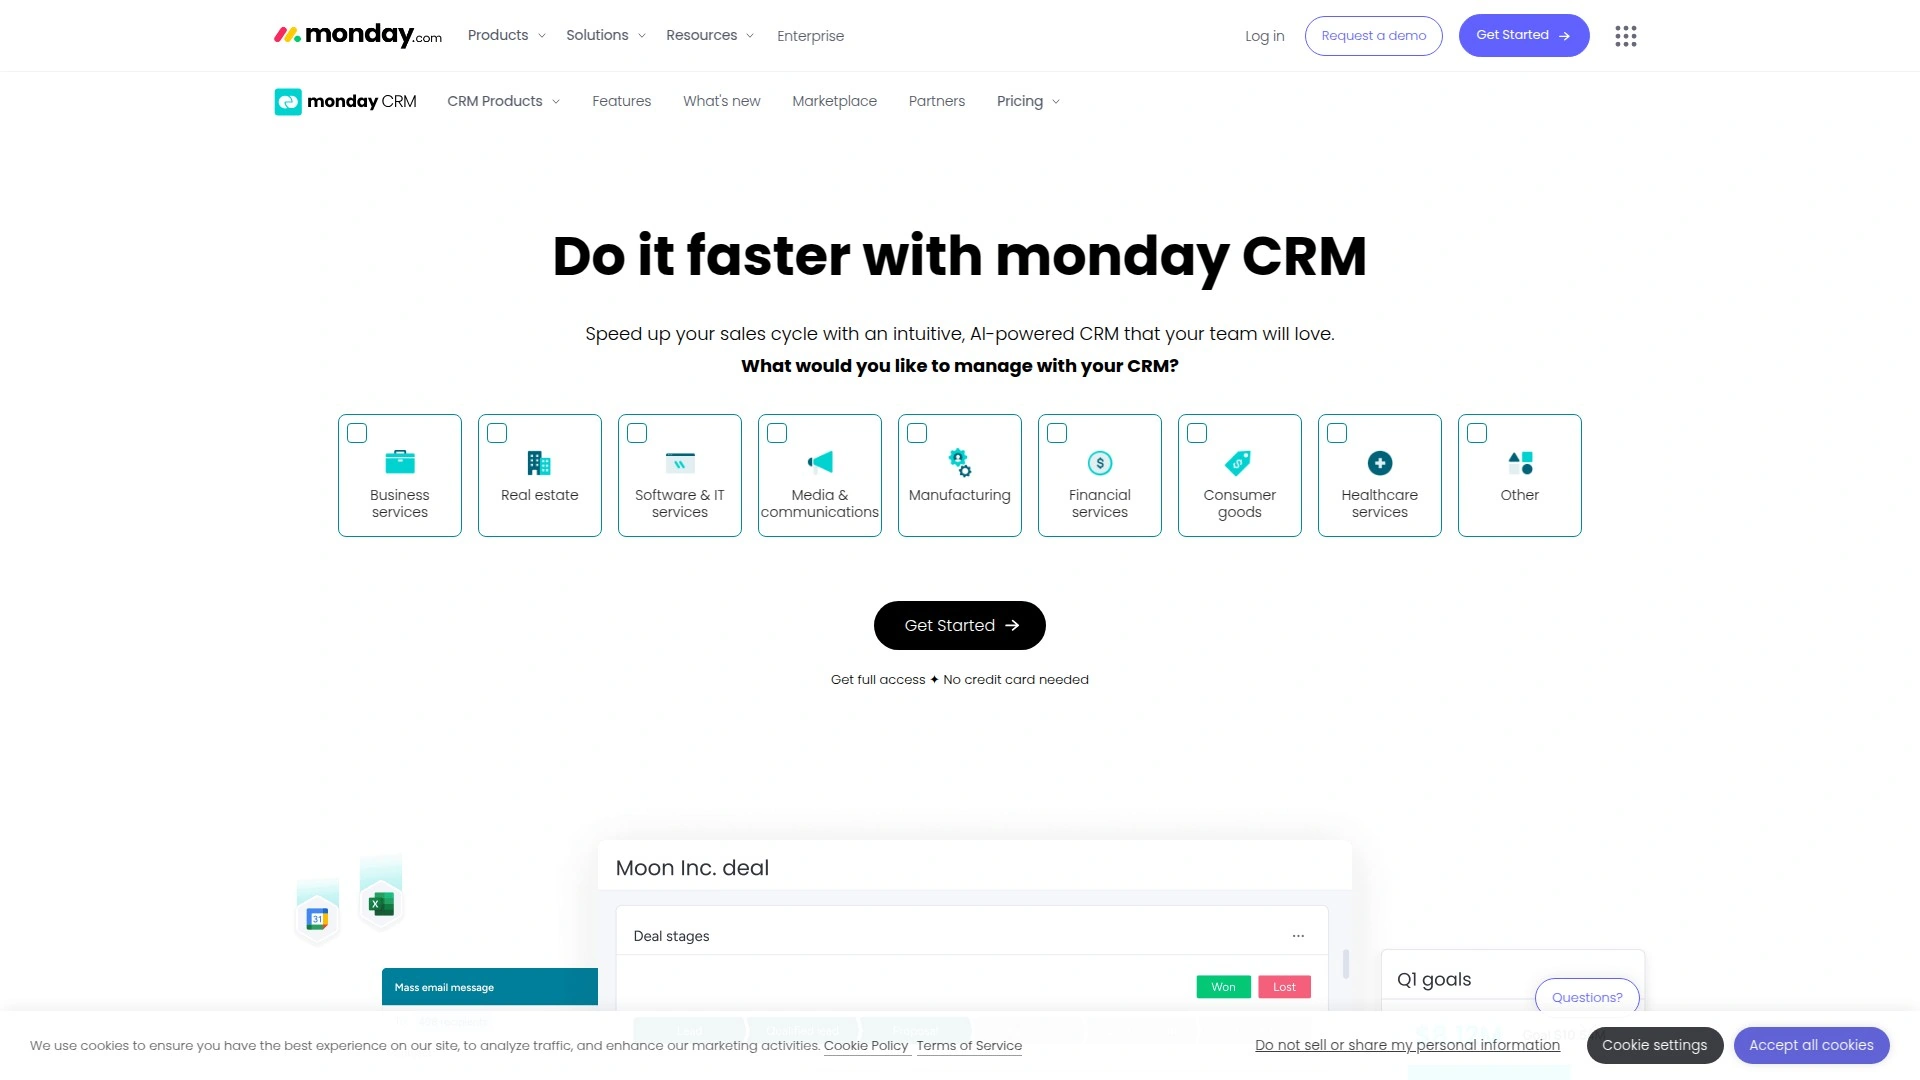 monday.com
Products
Solutions
Resources
Enterprise
Log in
Request a demo
Get Started
monday CRM
CRM Products
Features
What's new
Marketplace
Partners
Pricing
Do it faster with monday CRM
Speed up your sales cycle with an intuitive, AI-powered CRM that your team will love.
What would you like to manage with your CRM?
Business
services
Real estate
Software & IT
services
Media &
communications
Manufacturing
Financial
services
Consumer
goods
Healthcare
services
Other
Get Started
Get full access ✦ No credit card needed
Moon Inc. deal
31
X
Deal stages
Won
Lost
Mass email message
Q1 goals
Questions?
We use cookies to ensure you have the best experience on our site, to analyze traffic, and enhance our marketing activities. Cookie Policy Terms of Service
Do not sell or share my personal information
Cookie settings
Accept all cookies